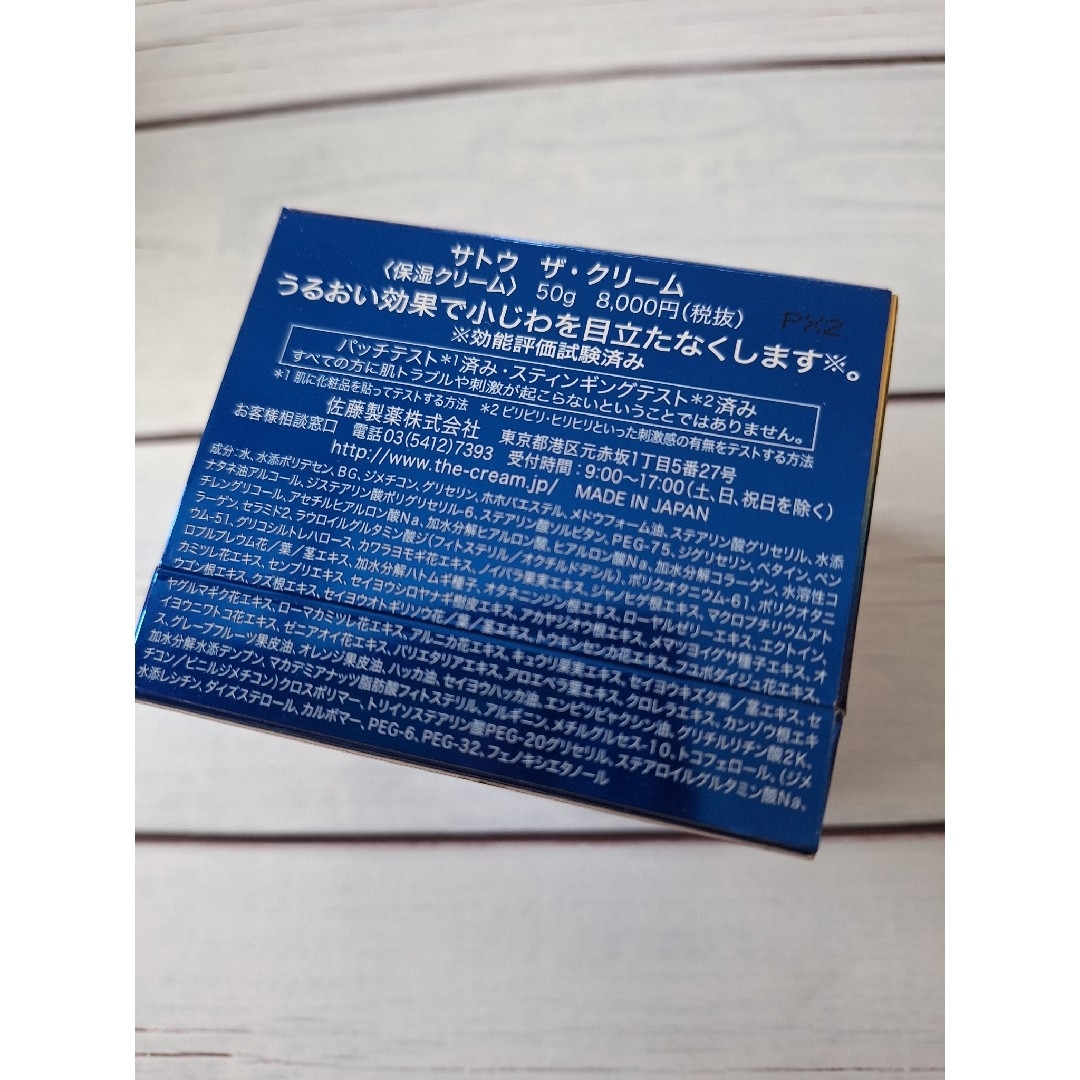 サトウ ザ・クリーム
〈保湿クリーム〉 50g 8,000円(税抜)
PX2
うるおい効果で小じわを目立たなくします※。
※効能評価試験済み
パッチテスト*1済み・スティンギングテスト*2済み
すべての方に肌トラブルや刺激が起こらないということではありません。
*1 肌に化粧品を貼ってテストする方法 *2 ピリピリ・ヒリヒリといった刺激感の有無をテストする方法
佐藤製薬株式会社 東京都港区元赤坂1丁目5番27号
お客様相談窓口 電話03(5412)7393 受付時間：9:00〜17:00(土、日、祝日を除く)
http://www.the-cream.jp/ MADE IN JAPAN
成分：水、水添ポリデセン、BG、ジメチコン、グリセリン、ホホバエステル、メドウフォーム油、ステアリン酸グリセリル、水添
ナタネ油アルコール、ジステアリン酸ポリグリセリル-6、ステアリン酸ソルビタン、PEG-75、ジグリセリン、ベタイン、ペン
チレングリコール、アセチルヒアルロン酸Na、加水分解ヒアルロン酸、ヒアルロン酸Na、加水分解コラーゲン、水溶性コ
ラーゲン、セラミド2、ラウロイルグルタミン酸ジ(フィトステリル／オクチルドデシル)、ポリクオタニウム-61、ポリクオタニ
ウム-51、グリコシルトレハロース、カワラヨモギ花エキス、ノイバラ果実エキス、ジャノヒゲ根エキス、マクロプチリウムアト
ロプルプレウム花／葉／茎エキス、加水分解ハトムギ種子、オタネニンジン根エキス、ローヤルゼリーエキス、エクトイン、
カミツレ花エキス、センブリエキス、セイヨウシロヤナギ樹皮エキス、アカヤジオウ根エキス、ヌマツヨイグサ種子エキス、オ
ウゴン根エキス、クズ根エキス、セイヨウオトギリソウ花／葉／茎エキス、トウキンセンカ花エキス、フユボダイジュ花エキス、
ヤグルマギク花エキス、ローマカミツレ花エキス、アルニカ花エキス、キュウリ果実エキス、セイヨウキズタ葉／茎エキス、セ
イヨウニワトコ花エキス、ゼニアオイ花エキス、パリエタリアエキス、アロエベラ葉エキス、クロレラエキス、カンゾウ根エキ
ス、グレープフルーツ果皮油、オレンジ果皮油、ハッカ油、セイヨウハッカ油、エンピツビャクシン油、グリチルリチン酸2K、
加水分解水添デンプン、マカデミアナッツ脂肪酸フィトステリル、アルギニン、メチルグルセス-10、トコフェロール、(ジメ
チコン/ビニルジメチコン)クロスポリマー、トリイソステアリン酸PEG-20グリセリル、ステアロイルグルタミン酸Na、
水添レシチン、ダイズステロール、カルボマー、PEG-6、PEG-32、フェノキシエタノール